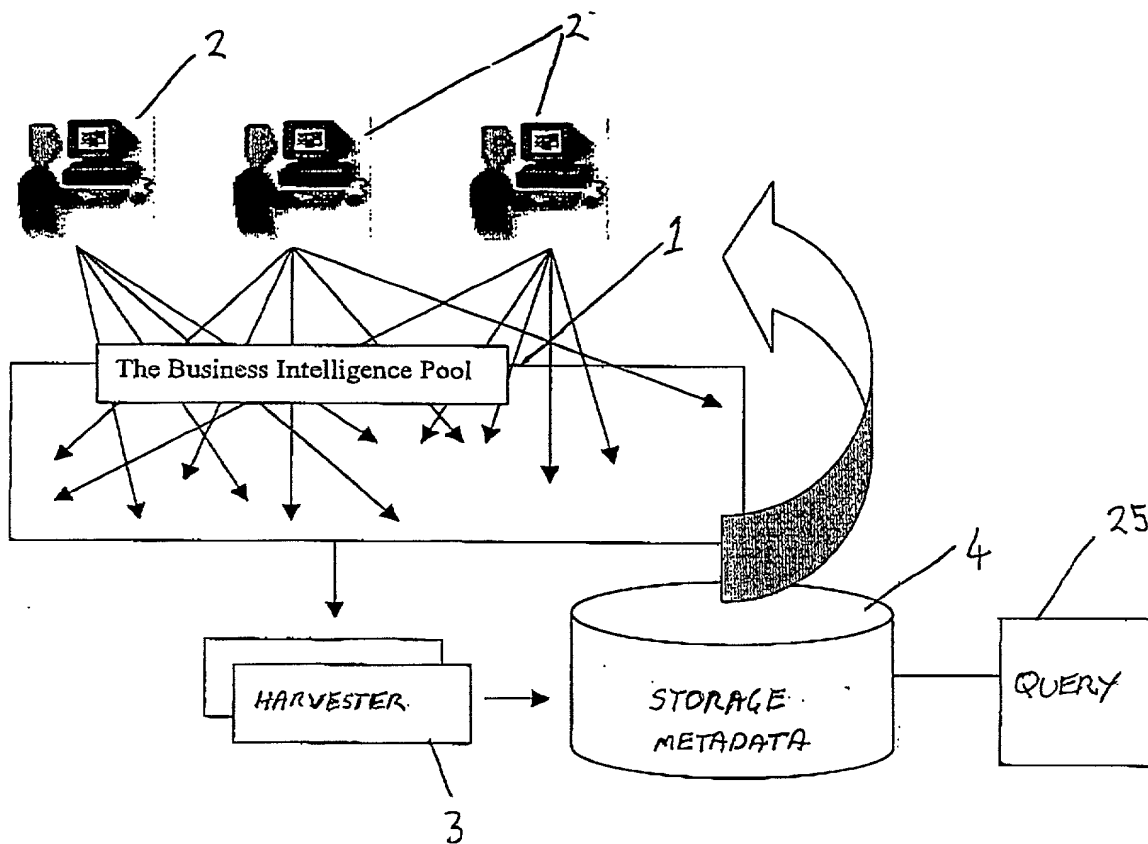 2
2
1
The Business Intelligence Pool
4
25
HARVESTER
STORAGE
METADATA
QUERY
3